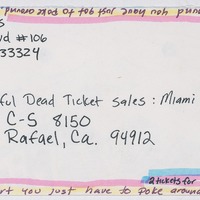 s
vd #106
33324
ful Dead Ticket Sales: Miami
C-S 8150
Rafael, Ca. 94912
2 tickets for
rt you just have to poke around